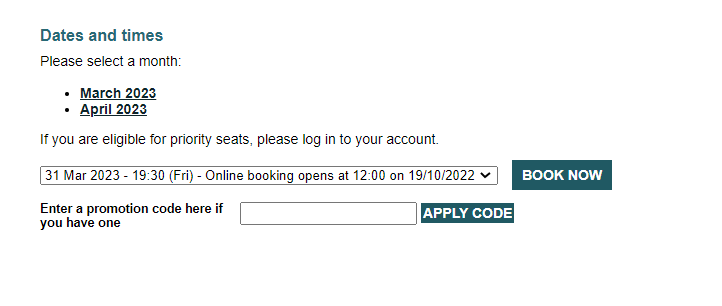 Dates and times
Please select a month:
March 2023
April 2023
If you are eligible for priority seats, please log in to your account.
31 Mar 2023 - 19:30 (Fri) - Online booking opens at 12:00 on 19/10/2022
BOOK NOW
Enter a promotion code here if
you have one
APPLY CODE